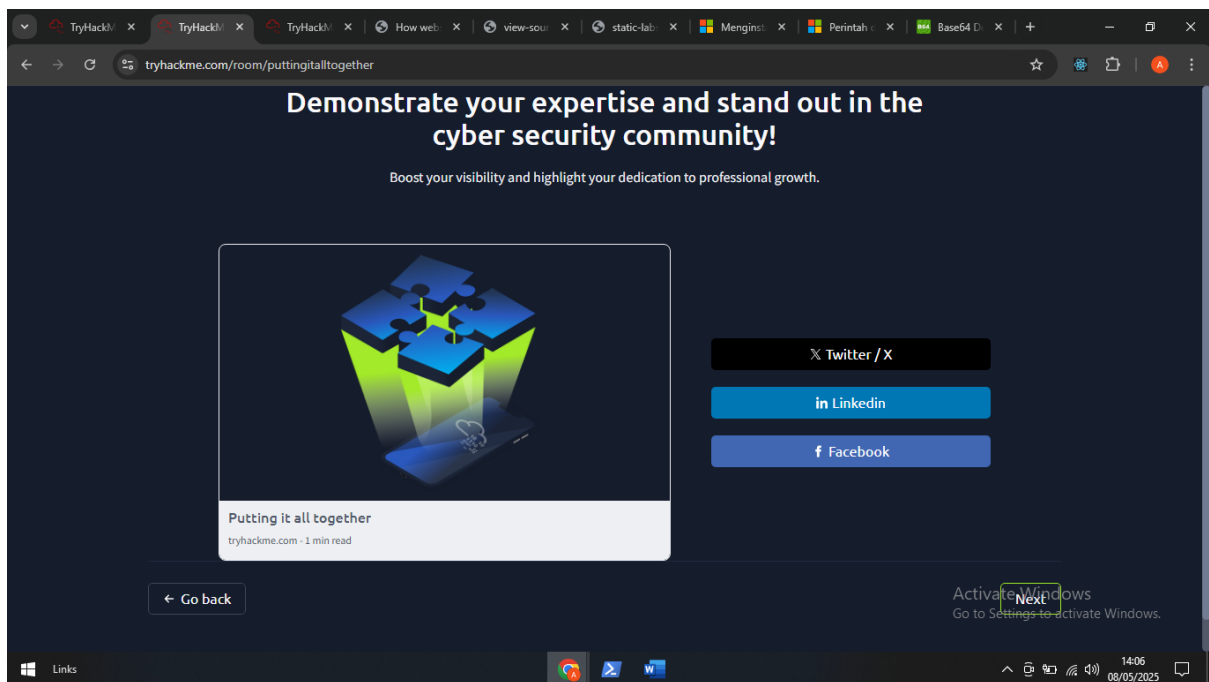 TryHackM
TryHackM
TryHackM
How web
view-sour
static-lab
Menginst
Perintah c
B64
Base64 D
tryhackme.com/room/puttingitalltogether
A
Demonstrate your expertise and stand out in the
cyber security community!
Boost your visibility and highlight your dedication to professional growth.
X Twitter / X
in Linkedin
f Facebook
Putting it all together
tryhackme.com - 1 min read
← Go back
Next
Activate Windows
Go to Settings to activate Windows.
Links
14:06
08/05/2025